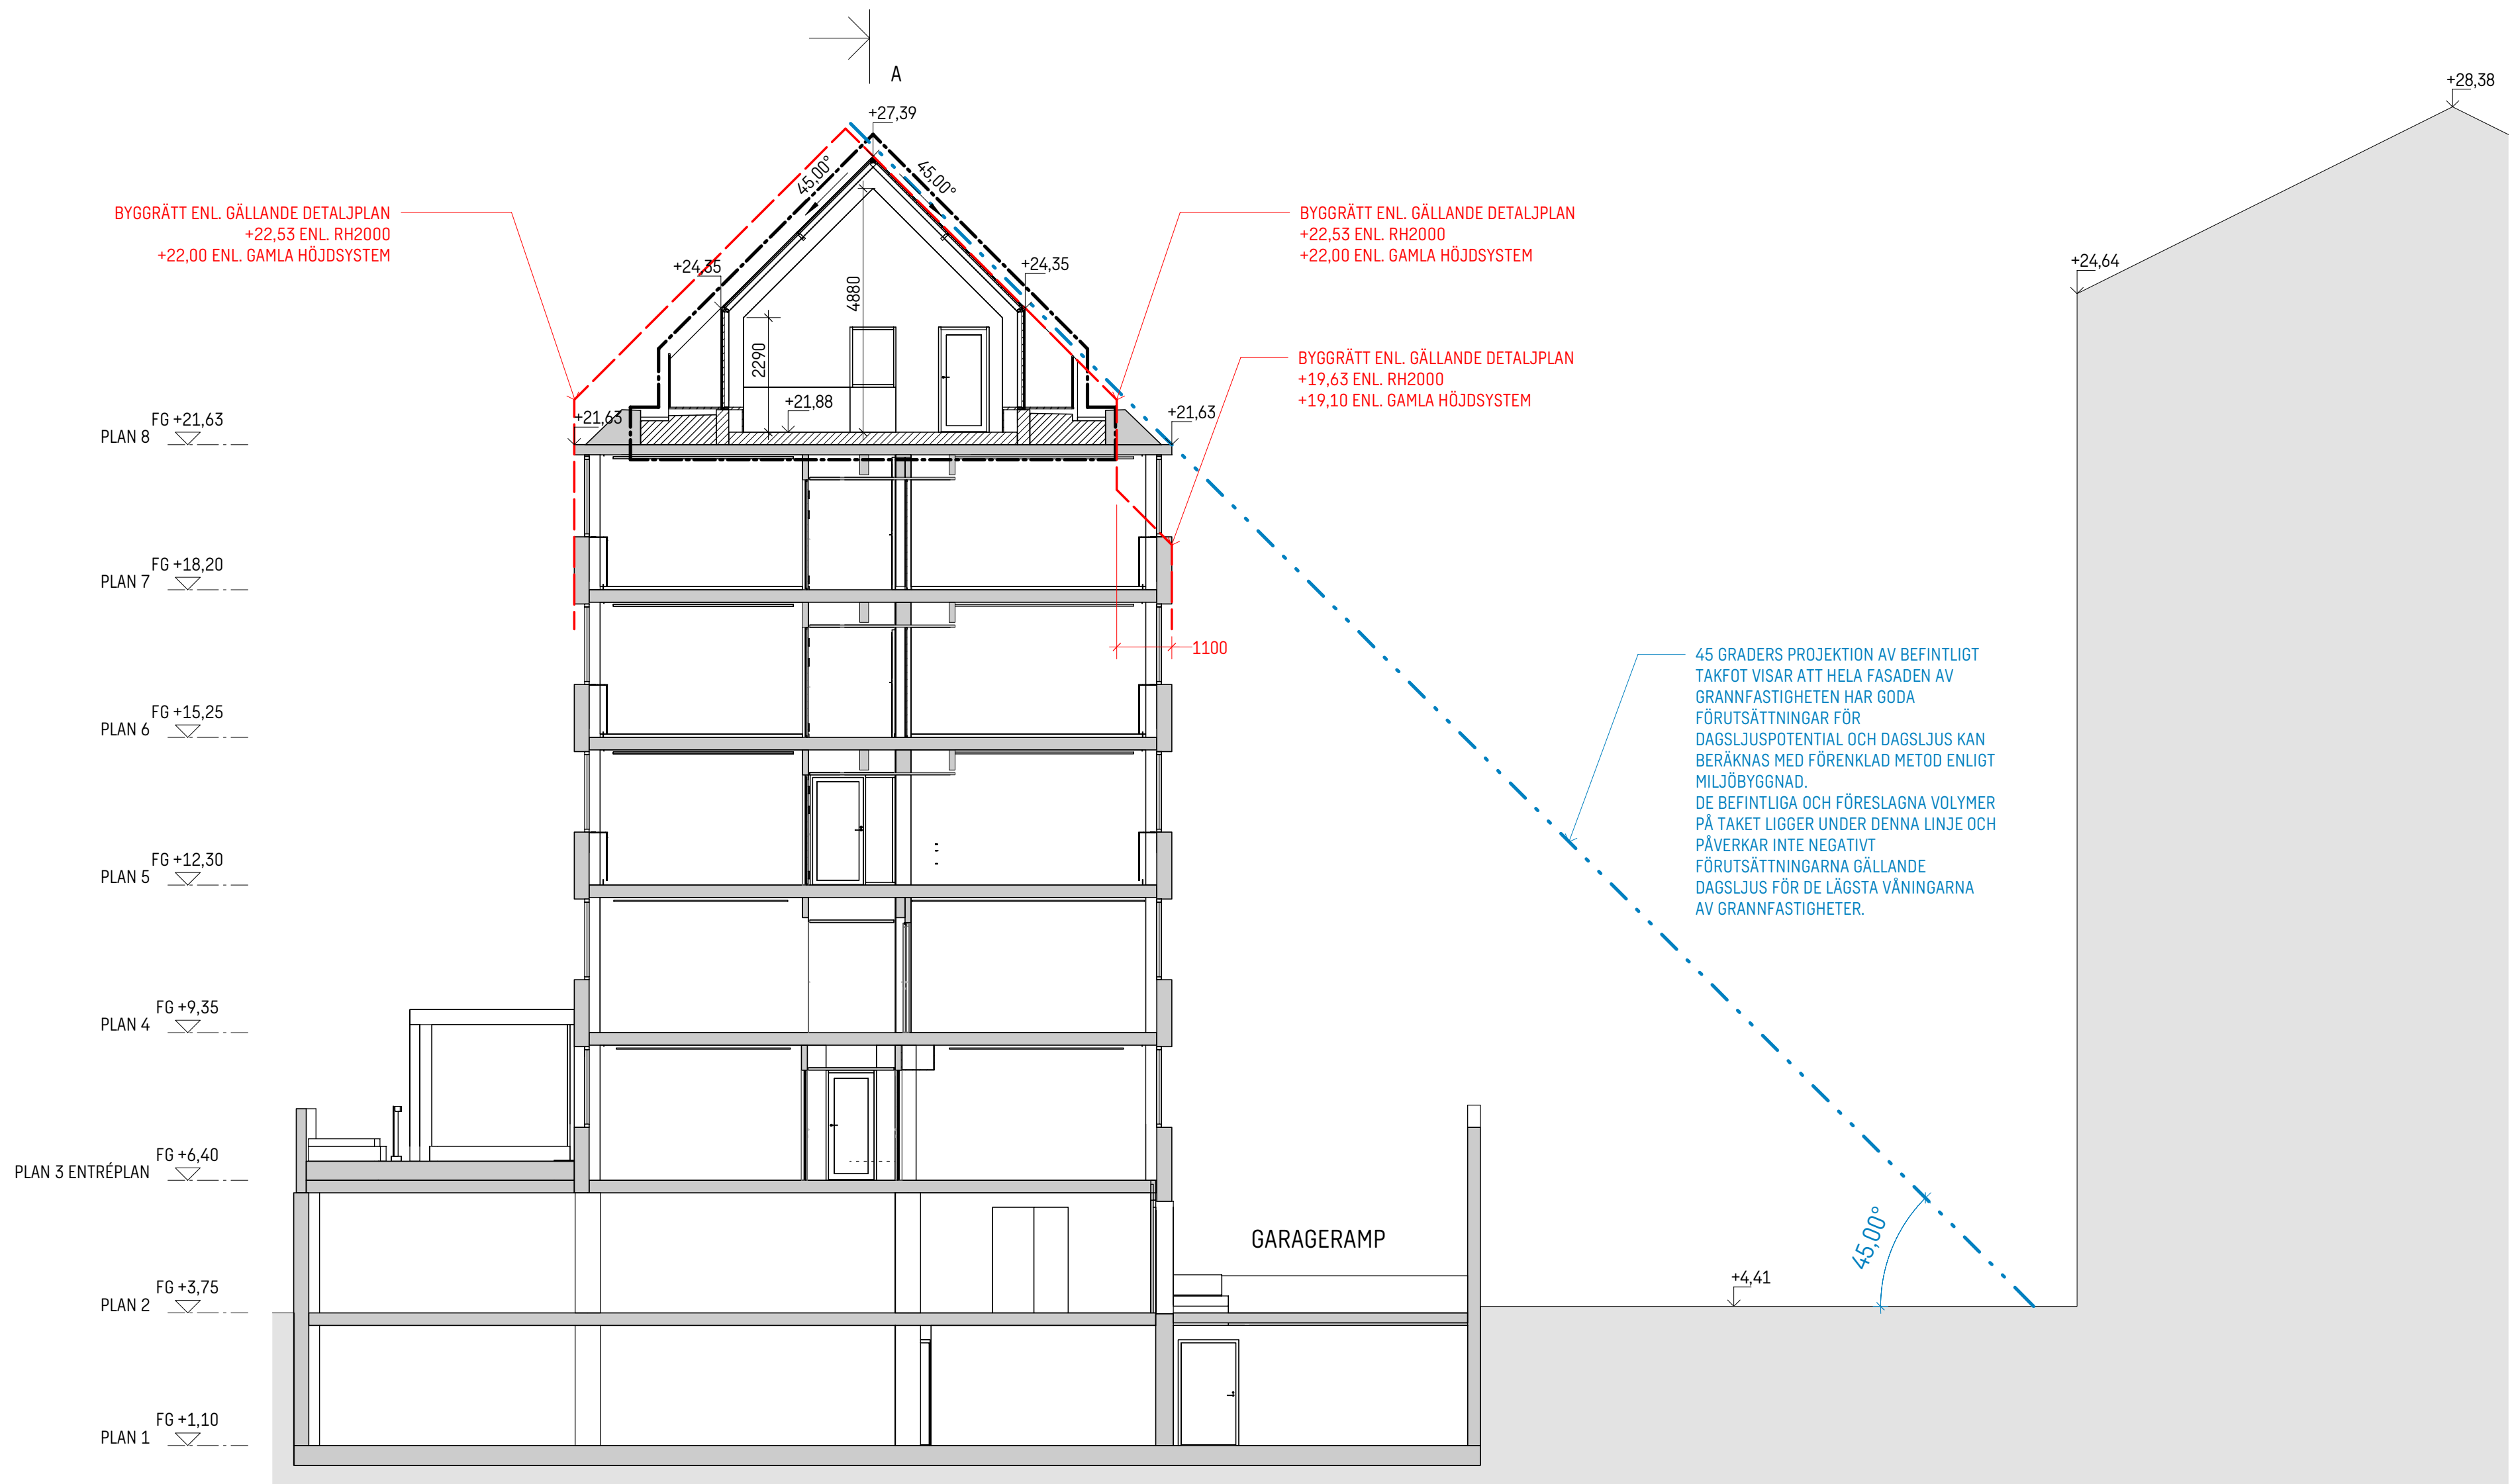 A
+28,38
+27,39
45,00°
45,00°
BYGGRÄTT ENL. GÄLLANDE DETALJPLAN
+22,53 ENL. RH2000
+22,00 ENL. GAMLA HÖJDSYSTEM
BYGGRÄTT ENL. GÄLLANDE DETALJPLAN
+22,53 ENL. RH2000
+22,00 ENL. GAMLA HÖJDSYSTEM
+24,35
+24,35
+24,64
4880
2290
BYGGRÄTT ENL. GÄLLANDE DETALJPLAN
+19,63 ENL. RH2000
+19,10 ENL. GAMLA HÖJDSYSTEM
+21,88
+21,63
+21,63
FG +21,63
PLAN 8
FG +18,20
PLAN 7
1100
45 GRADERS PROJEKTION AV BEFINTLIGT
TAKFOT VISAR ATT HELA FASADEN AV
GRANNFASTIGHETEN HAR GODA
FÖRUTSÄTTNINGAR FÖR
DAGSLJUSPOTENTIAL OCH DAGSLJUS KAN
BERÄKNAS MED FÖRENKLAD METOD ENLIGT
MILJÖBYGGNAD.
DE BEFINTLIGA OCH FÖRESLAGNA VOLYMER
PÅ TAKET LIGGER UNDER DENNA LINJE OCH
PÅVERKAR INTE NEGATIVT
FÖRUTSÄTTNINGARNA GÄLLANDE
DAGSLJUS FÖR DE LÄGSTA VÅNINGARNA
AV GRANNFASTIGHETER.
FG +15,25
PLAN 6
FG +12,30
PLAN 5
FG +9,35
PLAN 4
FG +6,40
PLAN 3 ENTRÉPLAN
GARAGERAMP
45,00°
+4,41
FG +3,75
PLAN 2
FG +1,10
PLAN 1